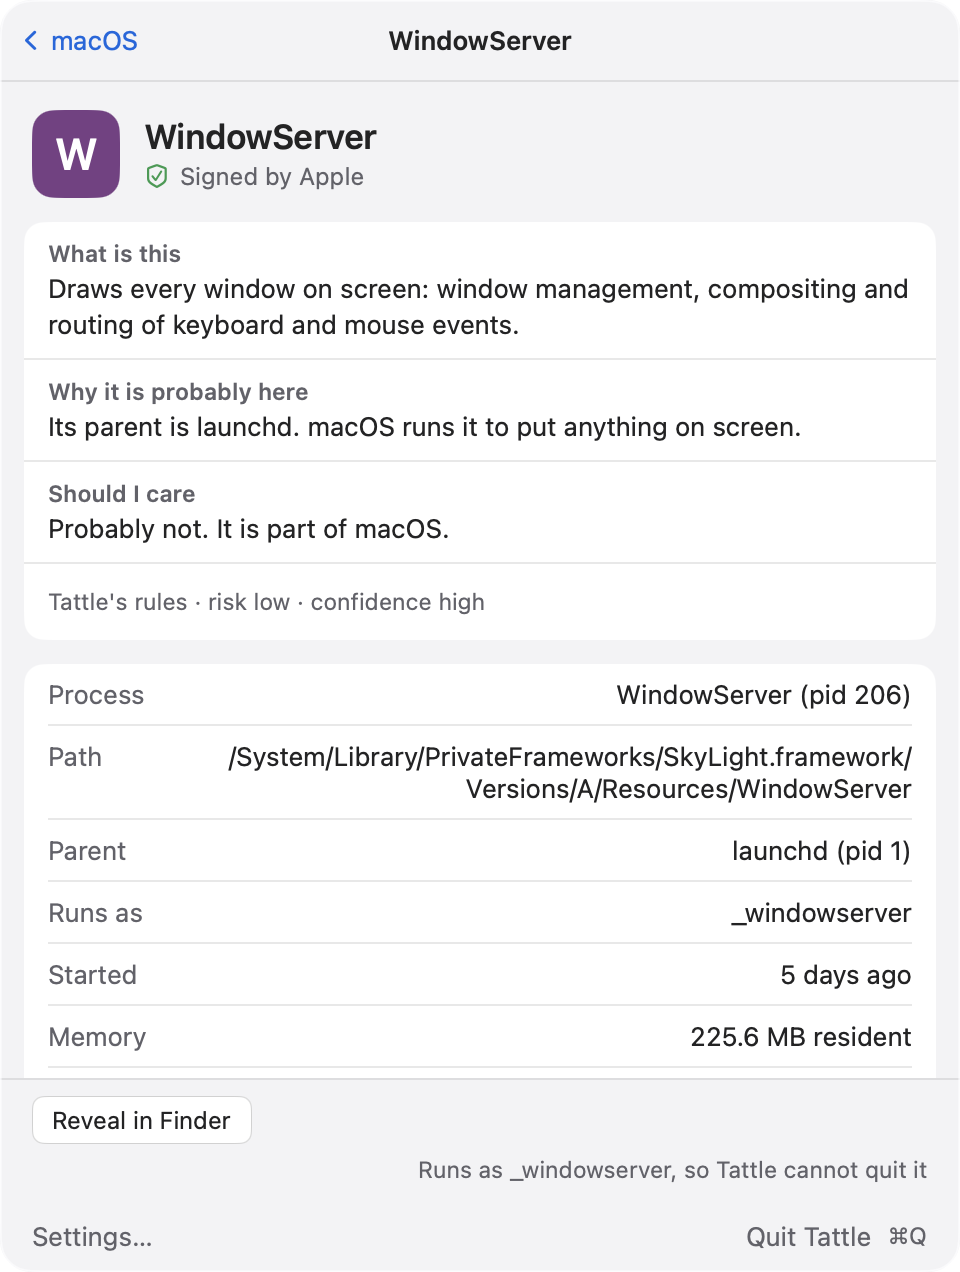 macOS
WindowServer
W
WindowServer
Signed by Apple
What is this
Draws every window on screen: window management, compositing and
routing of keyboard and mouse events.
Why it is probably here
Its parent is launchd. macOS runs it to put anything on screen.
Should I care
Probably not. It is part of macOS.
Tattle's rules · risk low · confidence high
Process WindowServer (pid 206)
Path /System/Library/PrivateFrameworks/SkyLight.framework/
Versions/A/Resources/WindowServer
Parent launchd (pid 1)
Runs as _windowserver
Started 5 days ago
Memory 225.6 MB resident
Reveal in Finder
Runs as _windowserver, so Tattle cannot quit it
Settings... Quit Tattle ⌘Q